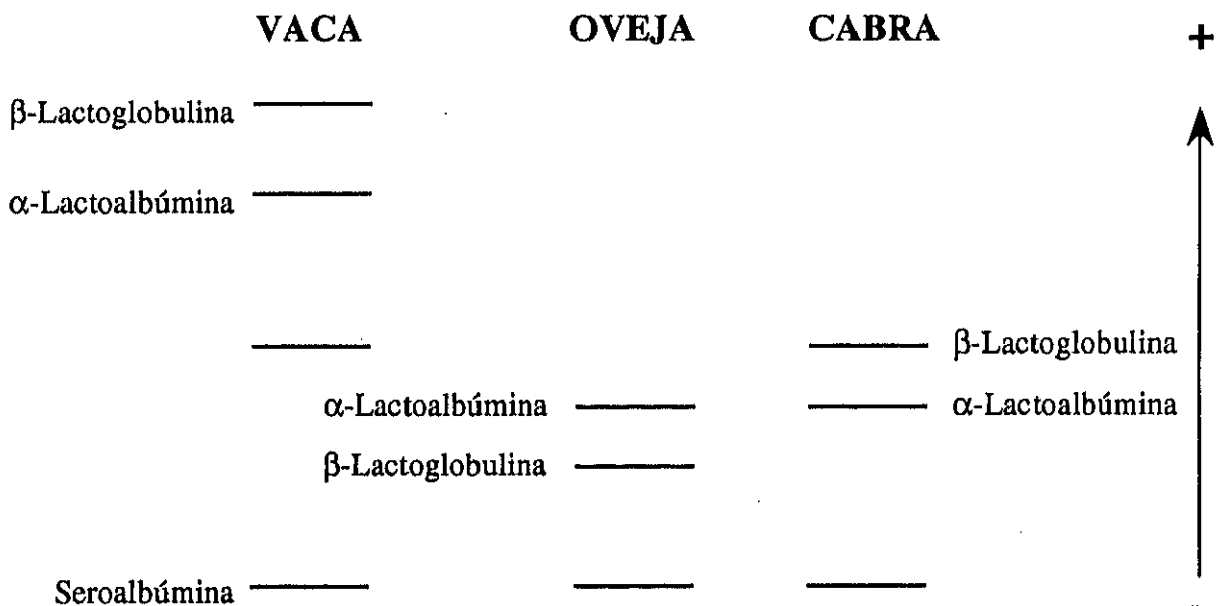 VACA OVEJA CABRA +
β-Lactoglobulina
α-Lactoalbúmina
β-Lactoglobulina
α-Lactoalbúmina α-Lactoalbúmina
β-Lactoglobulina
Seroalbúmina